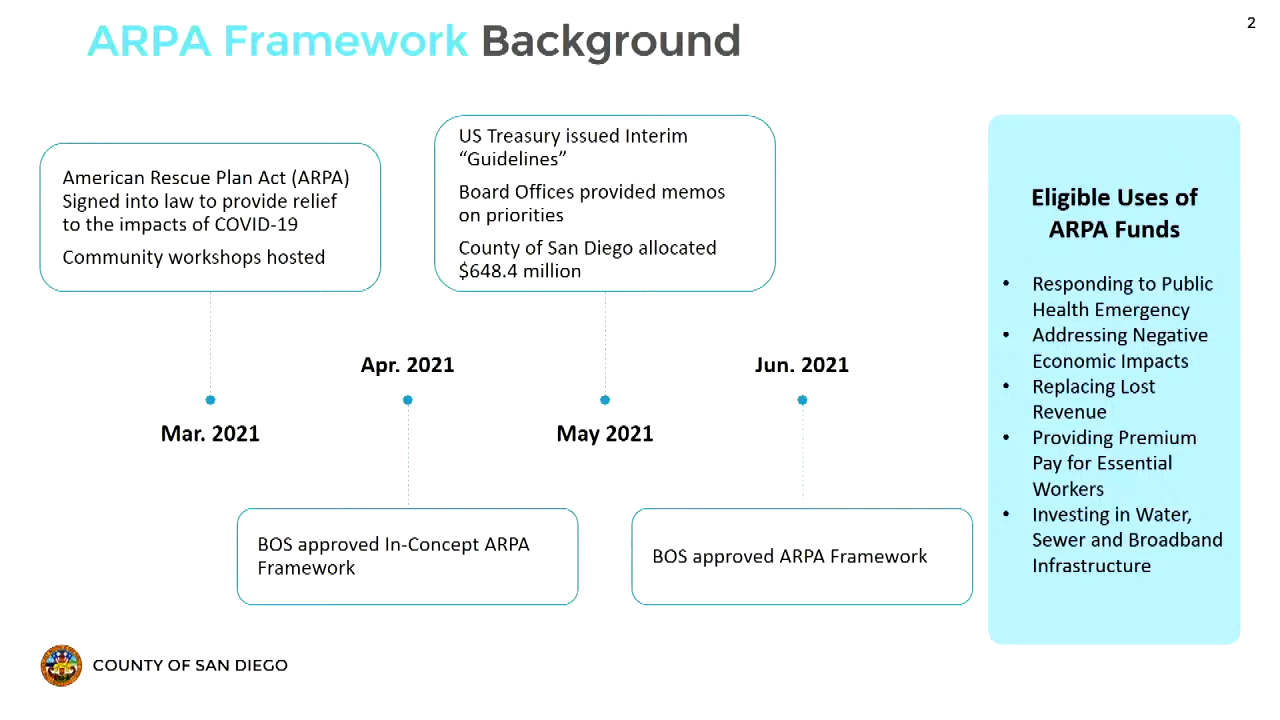 2
ARPA Framework Background
American Rescue Plan Act (ARPA)
Signed into law to provide relief
to the impacts of COVID-19
Community workshops hosted
US Treasury issued Interim
“Guidelines”
Board Offices provided memos
on priorities
County of San Diego allocated
$648.4 million
Mar. 2021
Apr. 2021
May 2021
Jun. 2021
BOS approved In-Concept ARPA
Framework
BOS approved ARPA Framework
Eligible Uses of
ARPA Funds
• Responding to Public
Health Emergency
• Addressing Negative
Economic Impacts
• Replacing Lost
Revenue
• Providing Premium
Pay for Essential
Workers
• Investing in Water,
Sewer and Broadband
Infrastructure
COUNTY OF SAN DIEGO